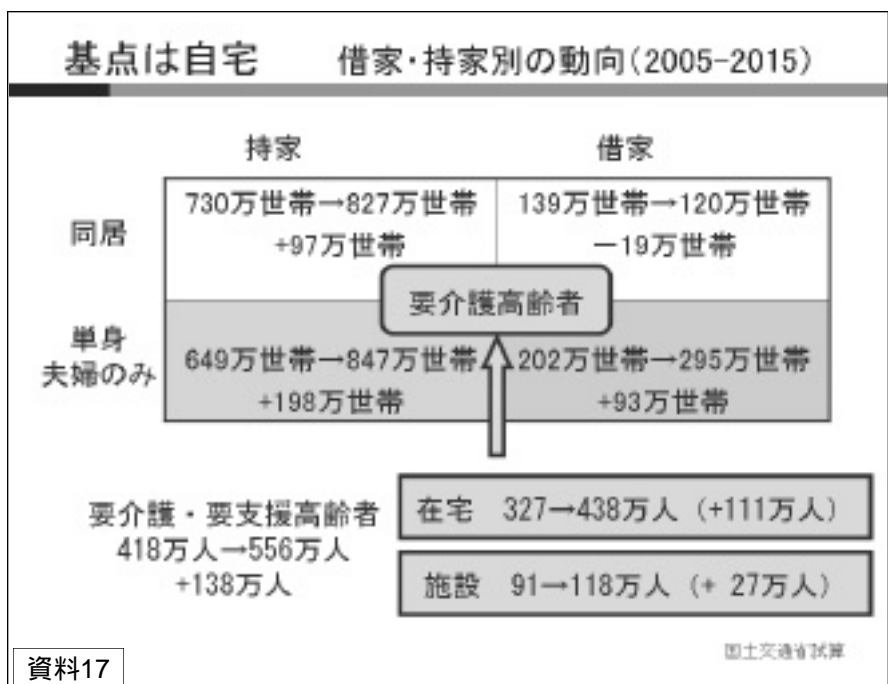 基点は自宅　借家・持家別の動向(2005-2015)
持家　借家
同居
730万世帯→827万世帯
+97万世帯
139万世帯→120万世帯
－19万世帯
要介護高齢者
単身
夫婦のみ
649万世帯→847万世帯
+198万世帯
202万世帯→295万世帯
+93万世帯
要介護・要支援高齢者
418万人→556万人
+138万人
在宅　327→438万人 (+111万人)
施設　91→118万人 (+ 27万人)
国土交通省試算
資料17